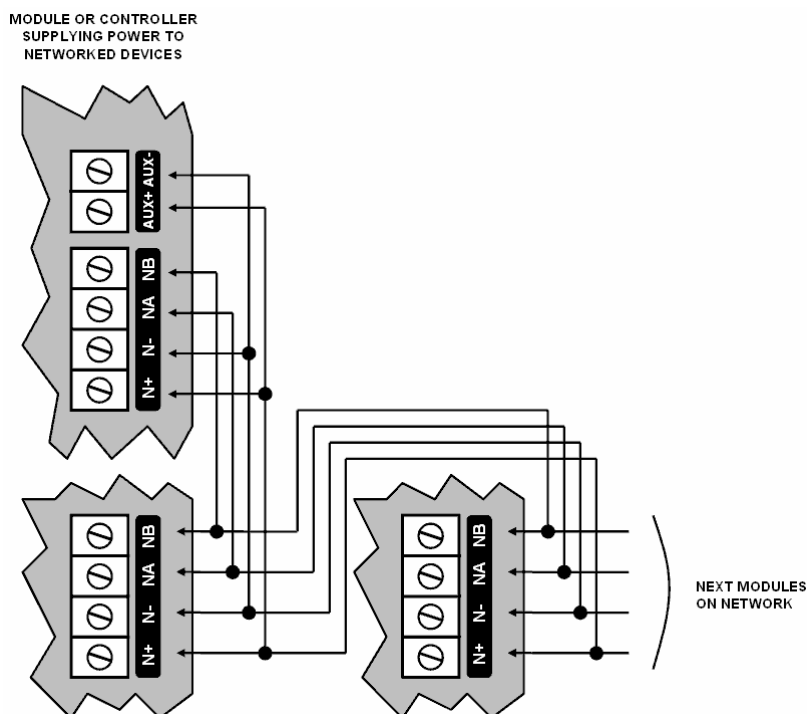 MODULE OR CONTROLLER
SUPPLYING POWER TO
NETWORKED DEVICES
AUX-
AUX+
NB
NA
N-
N+
NB
NA
N-
N+
NB
NA
N-
N+
NEXT MODULES
ON NETWORK